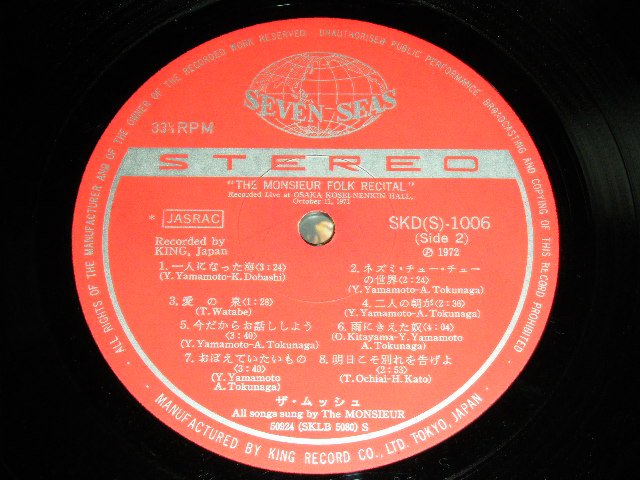 ALL RIGHTS OF THE MANUFACTURER AND OF THE OWNER OF THE RECORDED WORK RESERVED · UNAUTHORISED PUBLIC PERFORMANCE BROADCASTING AND COPYING OF THIS RECORD PROHIBITED
SEVEN SEAS
33⅓RPM
STEREO
"THE MONSIEUR FOLK RECITAL"
Recorded Live at OSAKA KOSEI-NENKIN HALL,
October 11, 1971
* JASRAC
SKD(S)-1006
(Side 2)
Recorded by
KING, Japan
℗ 1972
1. 一人になった海<3:24>
(Y. Yamamoto-K. Dobashi)
2. ネズミ・チュー・チュー
の世界<2:24>
(Y. Yamamoto-A. Tokunaga)
3. 愛の泉<1:28>
(T. Watabe)
4. 二人の朝が<2:36>
(Y. Yamamoto-A. Tokunaga)
5. 今だからお話ししよう
<3:40>
(Y. Yamamoto-A. Tokunaga)
6. 雨にきえた奴<4:04>
(O. Kitayama-Y. Yamamoto
A. Tokunaga)
7. おぼえていたいもの
<3:40>
(Y. Yamamoto
A. Tokunaga)
8. 明日こそ別れを告げよ
<2:53>
(T. Ochiai-H. Kato)
ザ・ムッシュ
All songs sung by The MONSIEUR
50924 (SKLB 5080) S
· MANUFACTURED BY KING RECORD CO., LTD. TOKYO, JAPAN ·